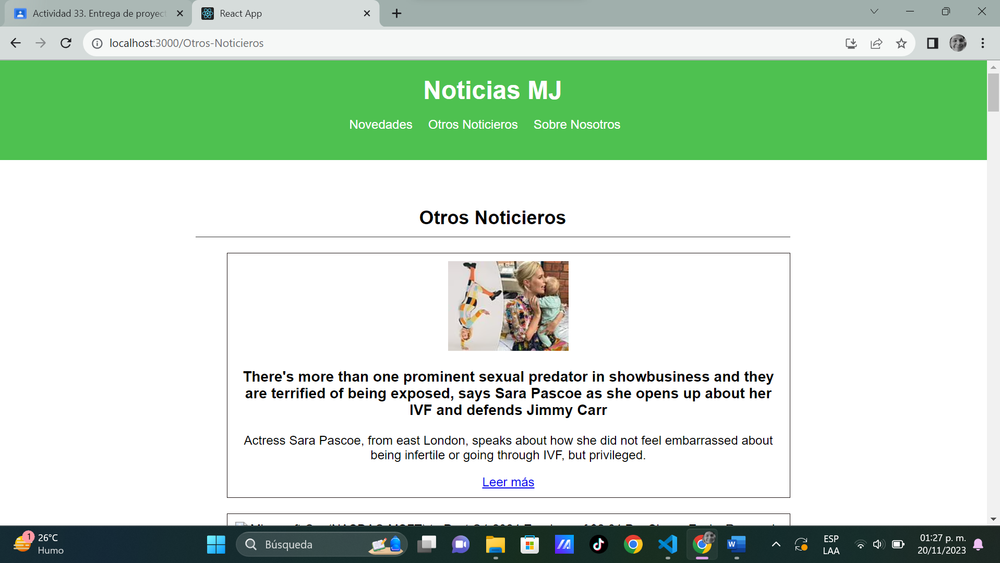 Actividad 33. Entrega de proyect
React App
localhost:3000/Otros-Noticieros
Noticias MJ
Novedades Otros Noticieros Sobre Nosotros
Otros Noticieros
There's more than one prominent sexual predator in showbusiness and they
are terrified of being exposed, says Sara Pascoe as she opens up about her
IVF and defends Jimmy Carr
Actress Sara Pascoe, from east London, speaks about how she did not feel embarrassed about
being infertile or going through IVF, but privileged.
Leer más
1
26°C
Humo
Búsqueda
W
ESP
LAA
01:27 p. m.
20/11/2023